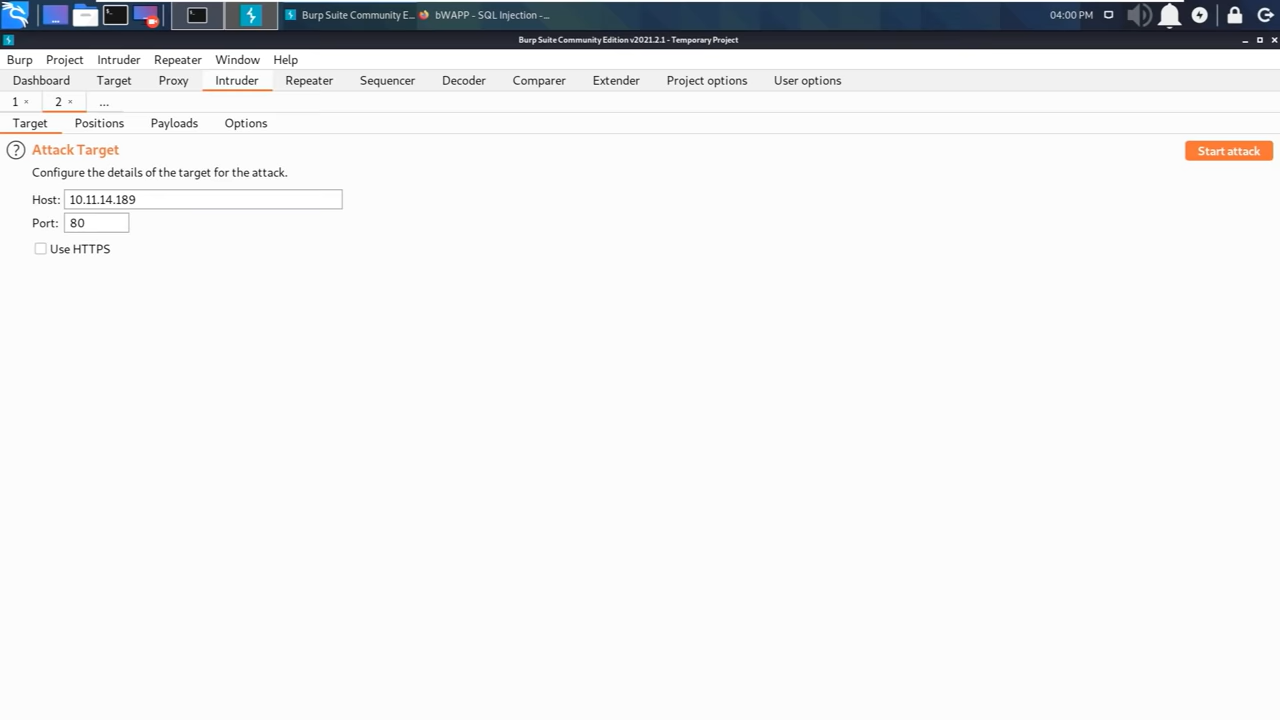 Burp Suite Community E... bWAPP - SQL Injection -... 04:00 PM
Burp Suite Community Edition v2021.2.1 - Temporary Project
Burp Project Intruder Repeater Window Help
Dashboard Target Proxy Intruder Repeater Sequencer Decoder Comparer Extender Project options User options
1 × 2 × ...
Target Positions Payloads Options
? Attack Target Start attack
Configure the details of the target for the attack.
Host: 10.11.14.189
Port: 80
Use HTTPS